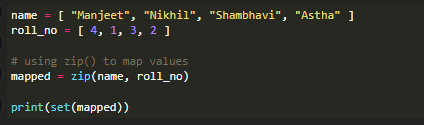 name = [ "Manjeet", "Nikhil", "Shambhavi", "Astha" ]
roll_no = [ 4, 1, 3, 2 ]
# using zip() to map values
mapped = zip(name, roll_no)
print(set(mapped))